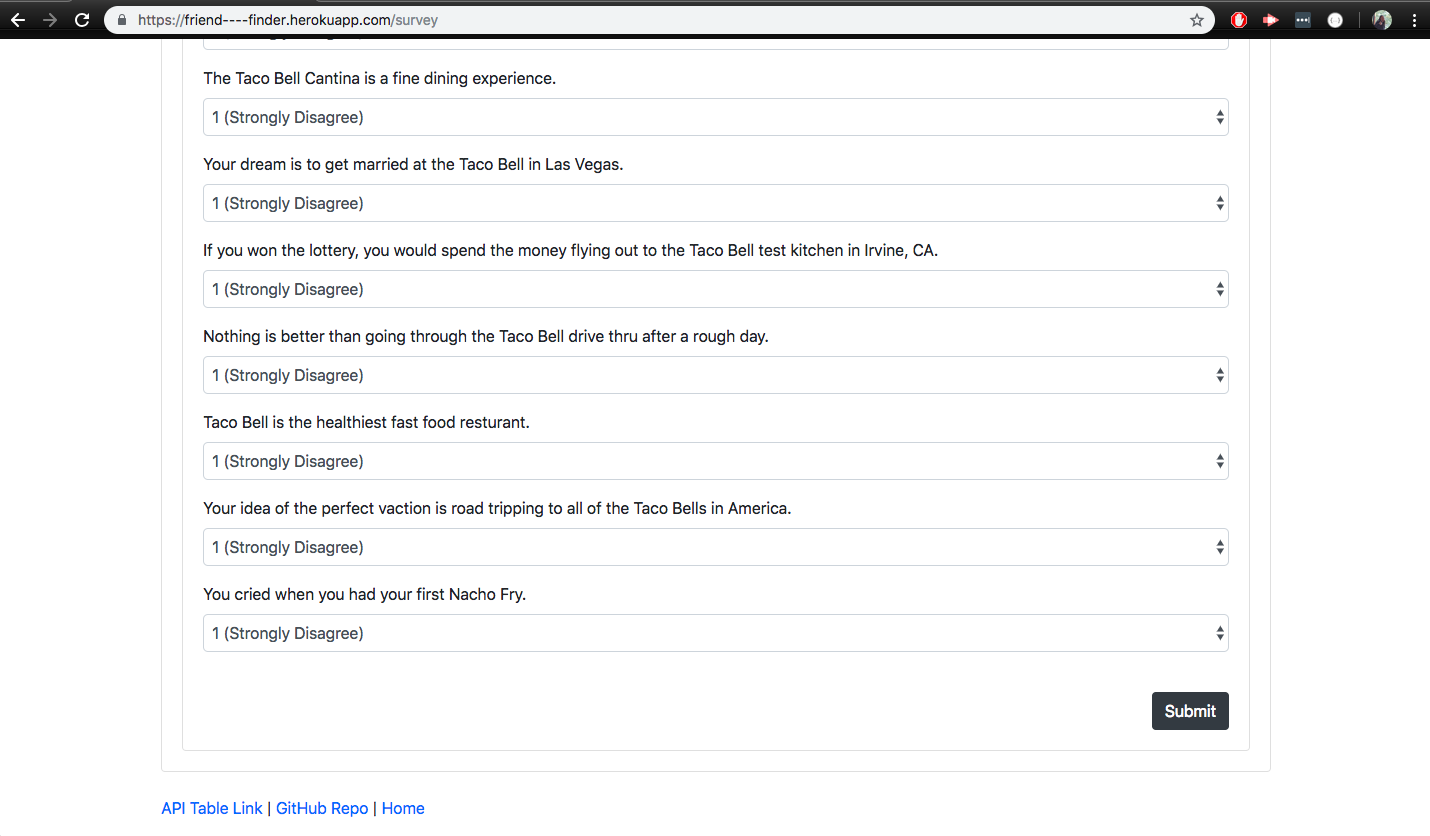 https://friend----finder.herokuapp.com/survey
The Taco Bell Cantina is a fine dining experience.
1 (Strongly Disagree)
Your dream is to get married at the Taco Bell in Las Vegas.
1 (Strongly Disagree)
If you won the lottery, you would spend the money flying out to the Taco Bell test kitchen in Irvine, CA.
1 (Strongly Disagree)
Nothing is better than going through the Taco Bell drive thru after a rough day.
1 (Strongly Disagree)
Taco Bell is the healthiest fast food resturant.
1 (Strongly Disagree)
Your idea of the perfect vaction is road tripping to all of the Taco Bells in America.
1 (Strongly Disagree)
You cried when you had your first Nacho Fry.
1 (Strongly Disagree)
Submit
API Table Link | GitHub Repo | Home